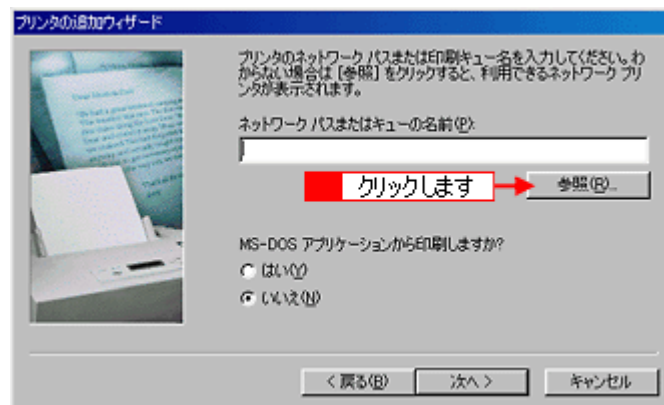 プリンタの追加ウィザード
プリンタのネットワーク パスまたは印刷キュー名を入力してください。わ
からない場合は [参照] をクリックすると、利用できるネットワーク プリ
ンタが表示されます。
ネットワーク パスまたはキューの名前(P):
クリックします
参照(R)...
MS-DOS アプリケーションから印刷しますか?
はい(Y)
いいえ(N)
< 戻る(B)
次へ >
キャンセル